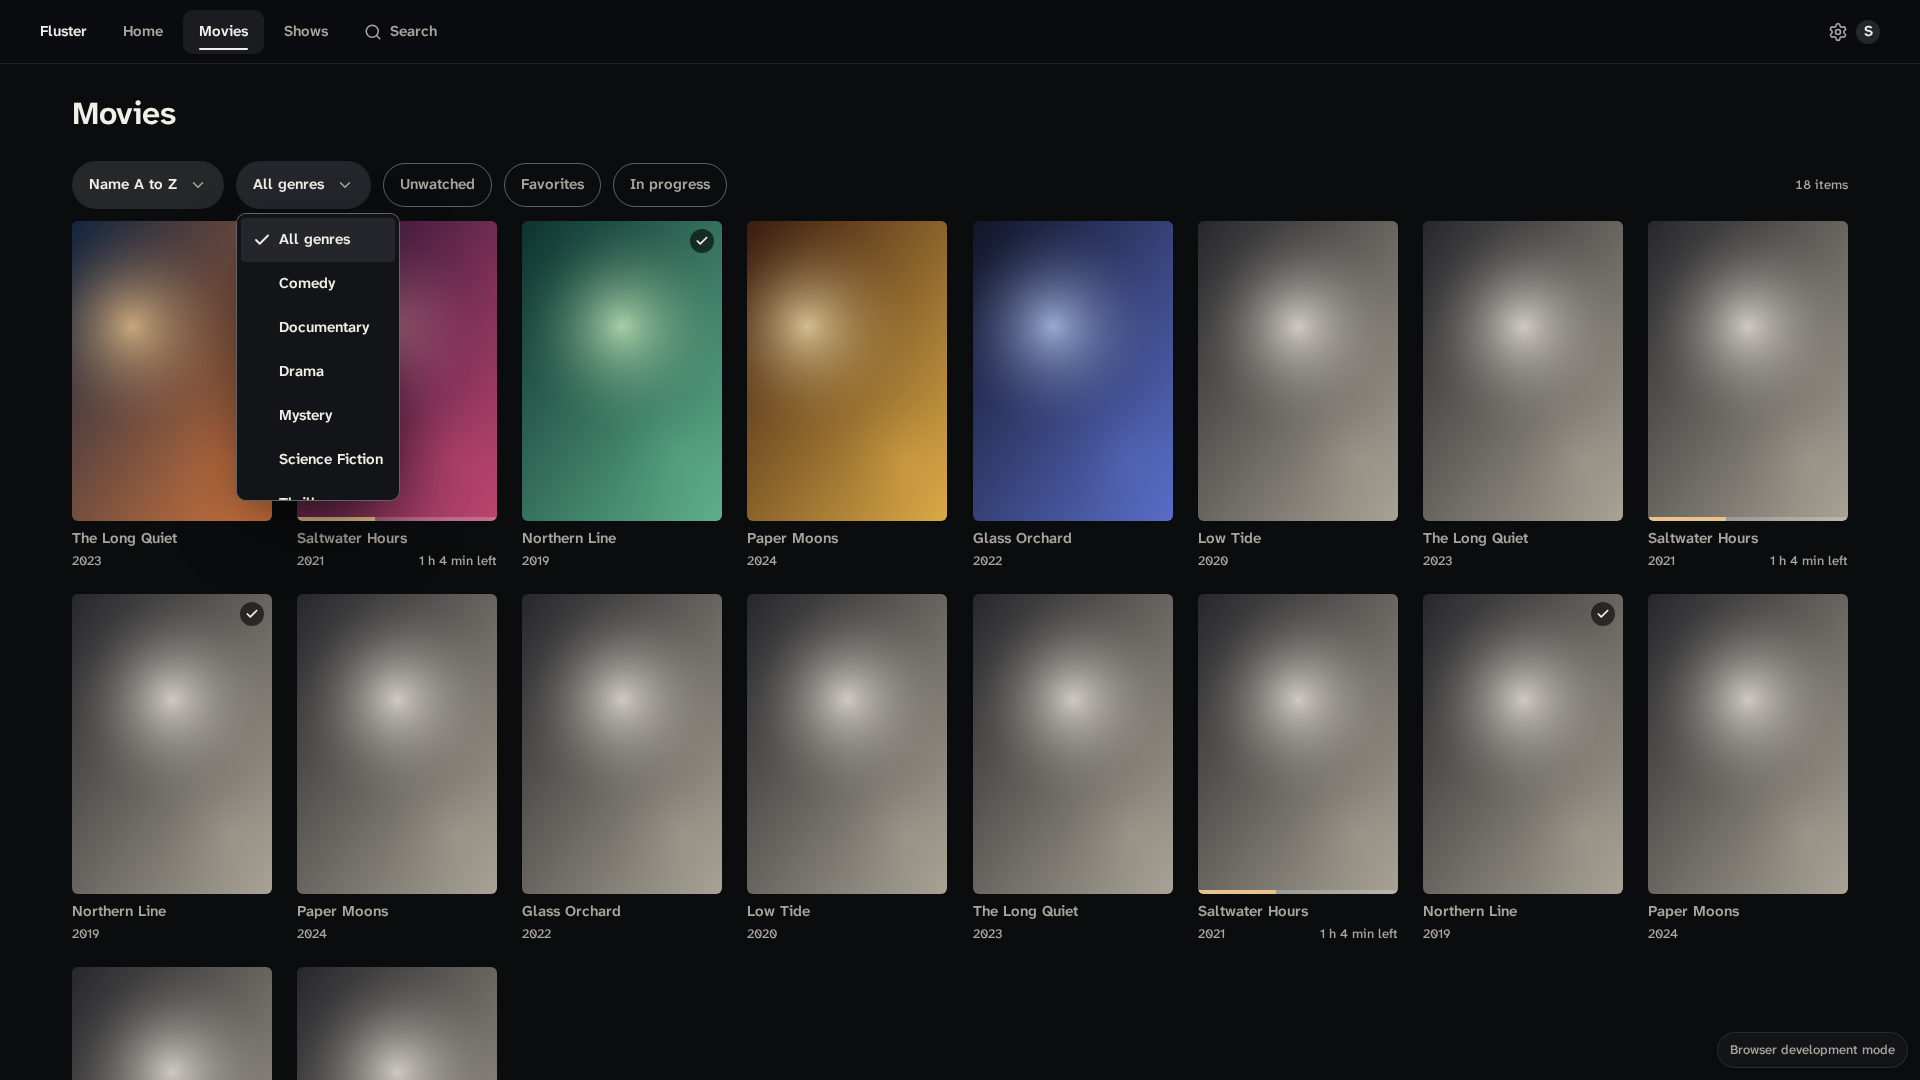 Fluster
Home
Movies
Shows
Search
S
Movies
Name A to Z
All genres
Unwatched
Favorites
In progress
18 items
All genres
Comedy
Documentary
Drama
Mystery
Science Fiction
The Long Quiet
2023
Saltwater Hours
2021 1 h 4 min left
Northern Line
2019
Paper Moons
2024
Glass Orchard
2022
Low Tide
2020
The Long Quiet
2023
Saltwater Hours
2021 1 h 4 min left
Northern Line
2019
Paper Moons
2024
Glass Orchard
2022
Low Tide
2020
The Long Quiet
2023
Saltwater Hours
2021 1 h 4 min left
Northern Line
2019
Paper Moons
2024
Browser development mode